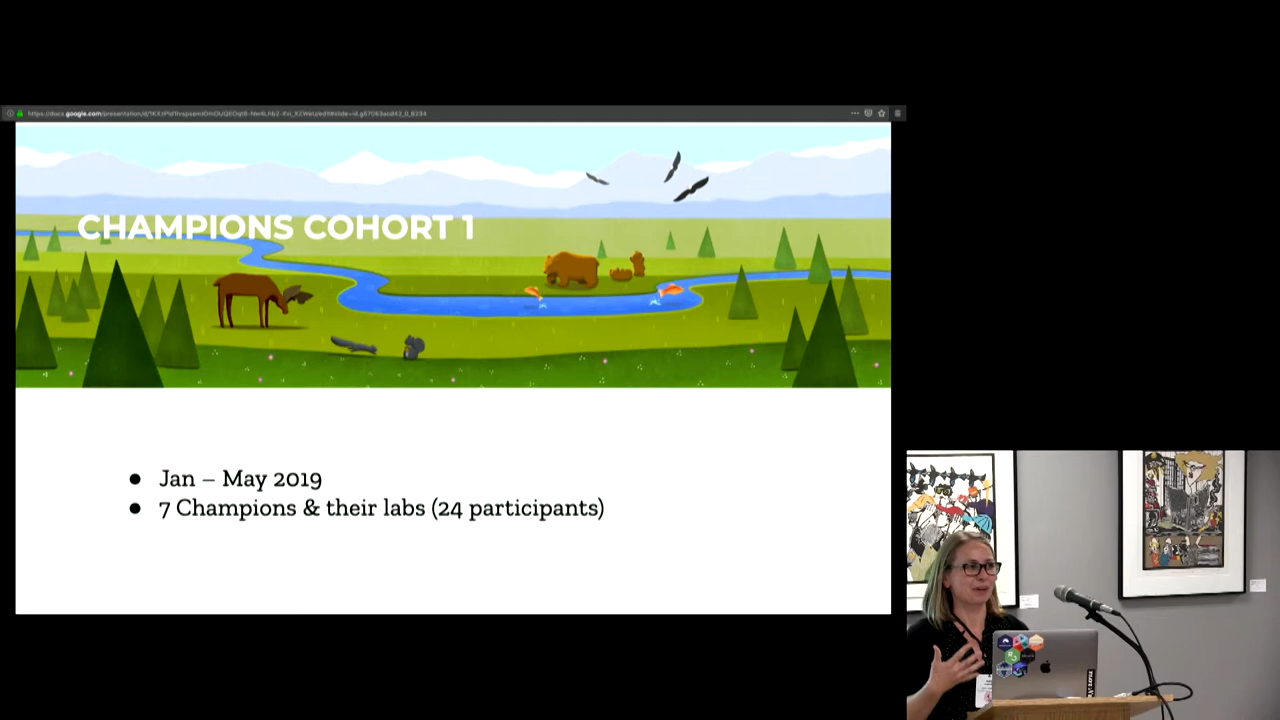 CHAMPIONS COHORT 1
● Jan – May 2019
● 7 Champions & their labs (24 participants)